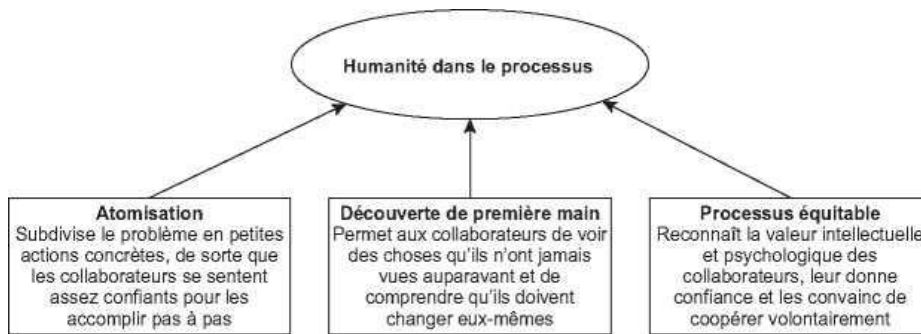 Humanité dans le processus
Atomisation
Subdivise le problème en petites
actions concrètes, de sorte que
les collaborateurs se sentent
assez confiants pour les
accomplir pas à pas
Découverte de première main
Permet aux collaborateurs de voir
des choses qu'ils n'ont jamais
vues auparavant et de
comprendre qu'ils doivent
changer eux-mêmes
Processus équitable
Reconnaît la valeur intellectuelle
et psychologique des
collaborateurs, leur donne
confiance et les convainc de
coopérer volontairement